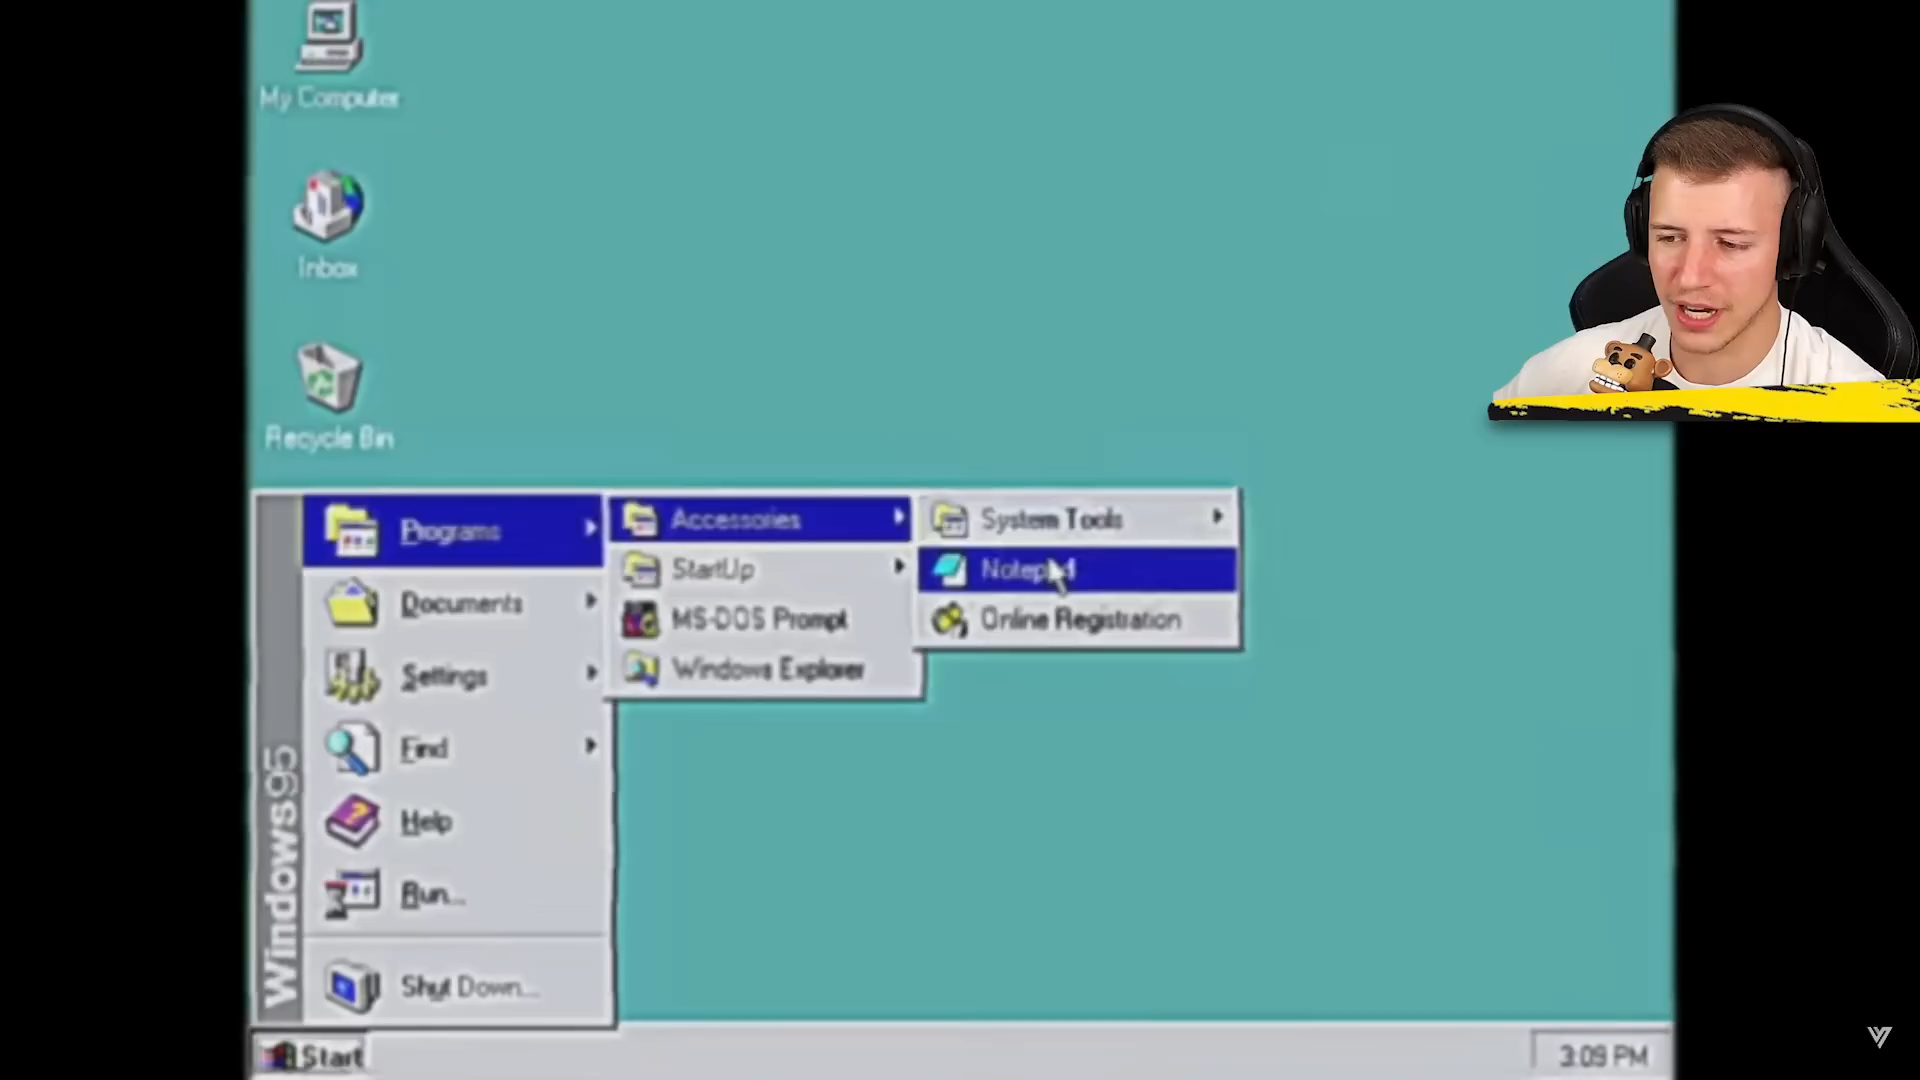 My Computer
Inbox
Recycle Bin
Programs
Accessories
System Tools
Documents
StartUp
Notepad
Settings
MS-DOS Prompt
Online Registration
Find
Windows Explorer
Help
Run...
Shut Down...
Windows95
Start
3:09 PM